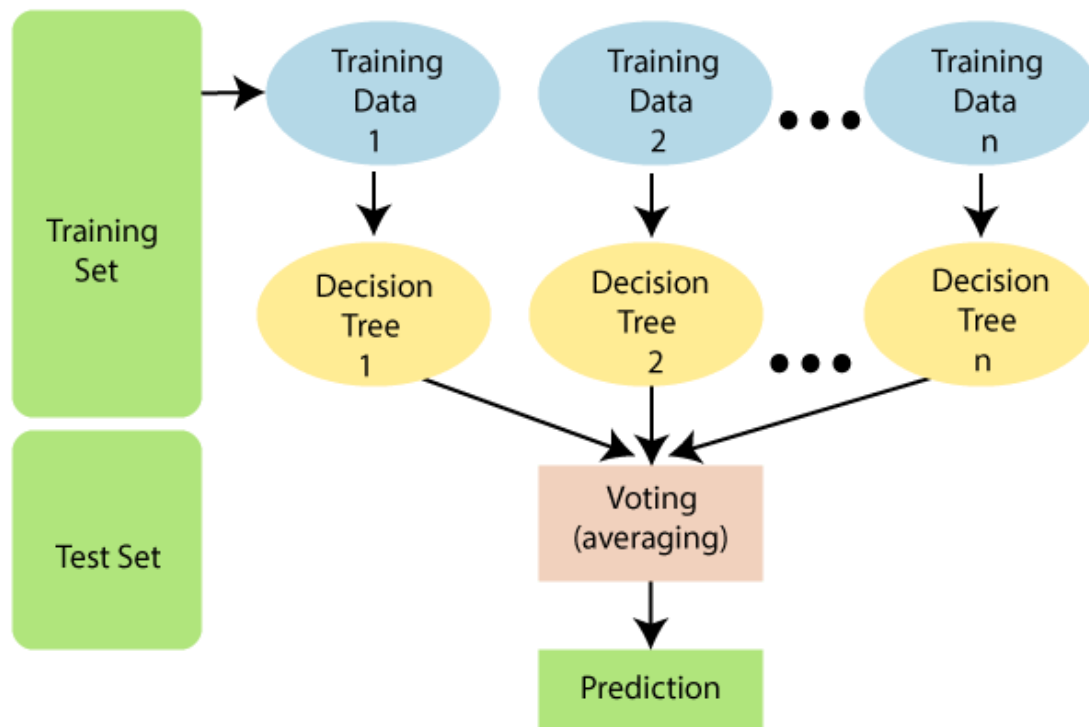 Training
Set
Test Set
Training
Data
1
Training
Data
2
Training
Data
n
Decision
Tree
1
Decision
Tree
2
Decision
Tree
n
Voting
(averaging)
Prediction